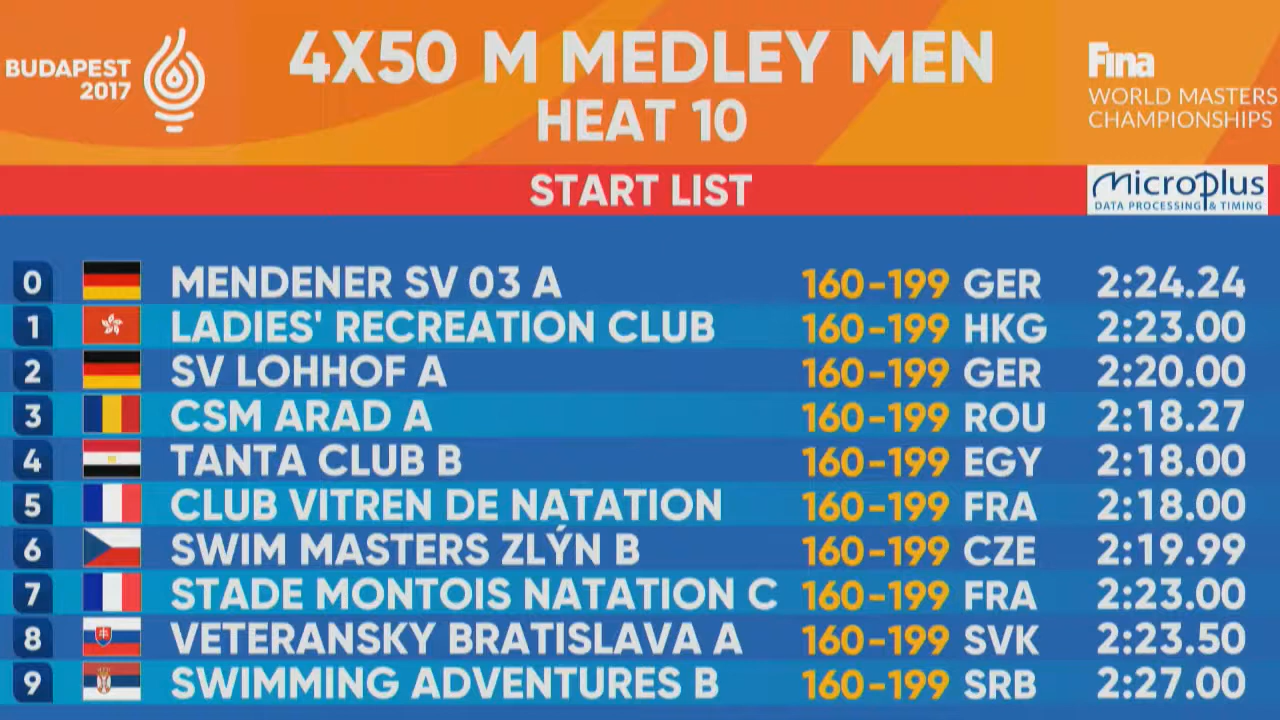 BUDAPEST
2017
4X50 M MEDLEY MEN
HEAT 10
Fina
WORLD MASTERS
CHAMPIONSHIPS
START LIST
Microplus
DATA PROCESSING & TIMING
0 MENDENER SV 03 A 160-199 GER 2:24.24
1 LADIES' RECREATION CLUB 160-199 HKG 2:23.00
2 SV LOHHOF A 160-199 GER 2:20.00
3 CSM ARAD A 160-199 ROU 2:18.27
4 TANTA CLUB B 160-199 EGY 2:18.00
5 CLUB VITREN DE NATATION 160-199 FRA 2:18.00
6 SWIM MASTERS ZLÝN B 160-199 CZE 2:19.99
7 STADE MONTOIS NATATION C 160-199 FRA 2:23.00
8 VETERANSKY BRATISLAVA A 160-199 SVK 2:23.50
9 SWIMMING ADVENTURES B 160-199 SRB 2:27.00